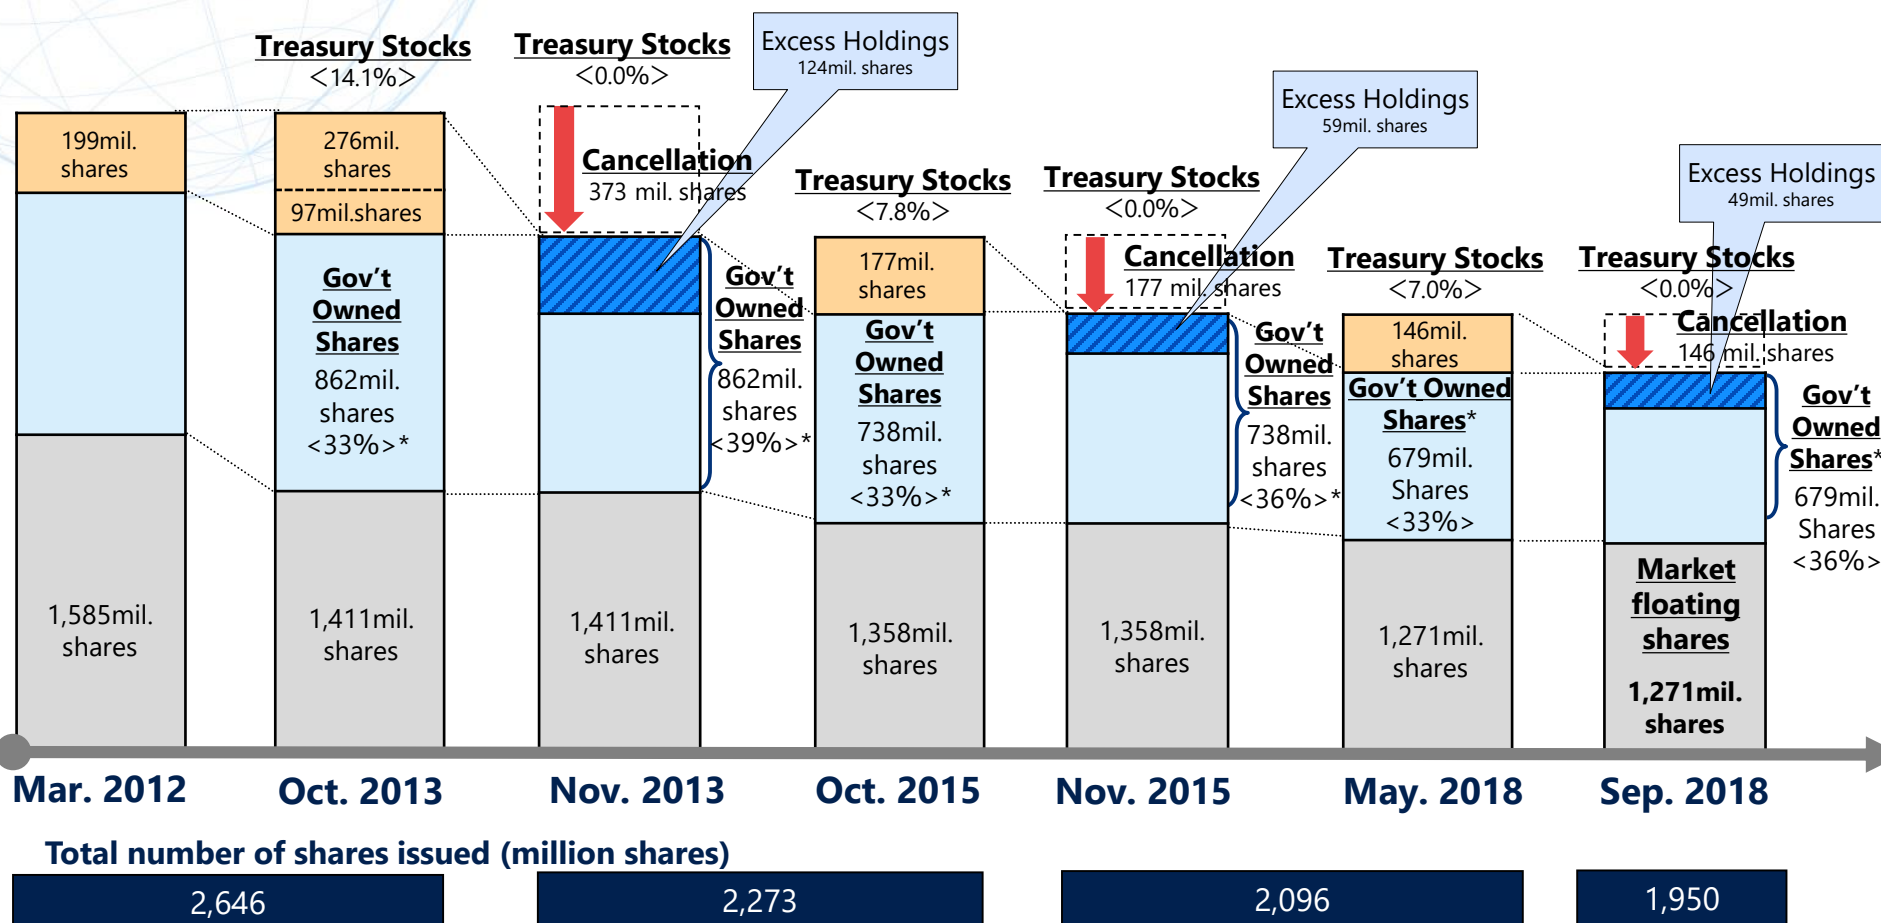 Treasury Stocks
<14.1%>
Treasury Stocks
<0.0%>
Excess Holdings
124mil. shares
Excess Holdings
59mil. shares
Excess Holdings
49mil. shares
199mil.
shares
276mil.
shares
97mil.shares
Gov't
Owned
Shares
862mil.
shares
<33%>*
Cancellation
373 mil. shares
Gov't
Owned
Shares
862mil.
shares
<39%>*
Treasury Stocks
<7.8%>
177mil.
shares
Gov't
Owned
Shares
738mil.
shares
<33%>*
Treasury Stocks
<0.0%>
Cancellation
177 mil. shares
Gov't
Owned
Shares
738mil.
shares
<36%>*
Treasury Stocks
<7.0%>
146mil.
shares
Gov't Owned
Shares*
679mil.
Shares
<33%>
Treasury Stocks
<0.0%>
Cancellation
146 mil. shares
Gov't
Owned
Shares*
679mil.
Shares
<36%>
1,585mil.
shares
1,411mil.
shares
1,411mil.
shares
1,358mil.
shares
1,358mil.
shares
1,271mil.
shares
Market
floating
shares
1,271mil.
shares
Mar. 2012
Oct. 2013
Nov. 2013
Oct. 2015
Nov. 2015
May. 2018
Sep. 2018
Total number of shares issued (million shares)
2,646
2,273
2,096
1,950